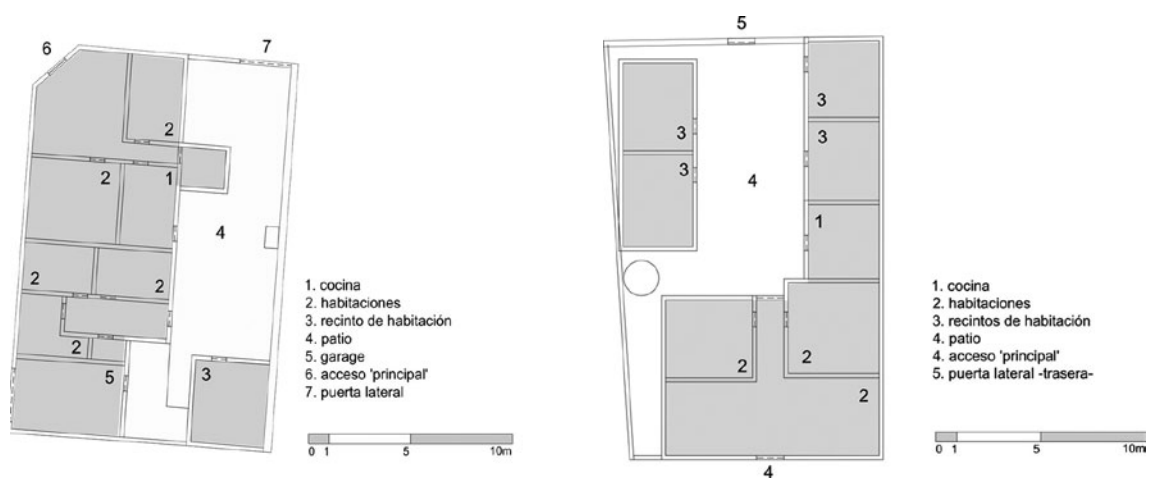 6
7
2
2
1
4
2
2
2
5
3
1. cocina
2. habitaciones
3. recinto de habitación
4. patio
5. garage
6. acceso 'principal'
7. puerta lateral
0 1 5 10m
5
3
3
3
3
4
1
2
2
2
4
1. cocina
2. habitaciones
3. recintos de habitación
4. patio
4. acceso 'principal'
5. puerta lateral -trasera-
0 1 5 10m